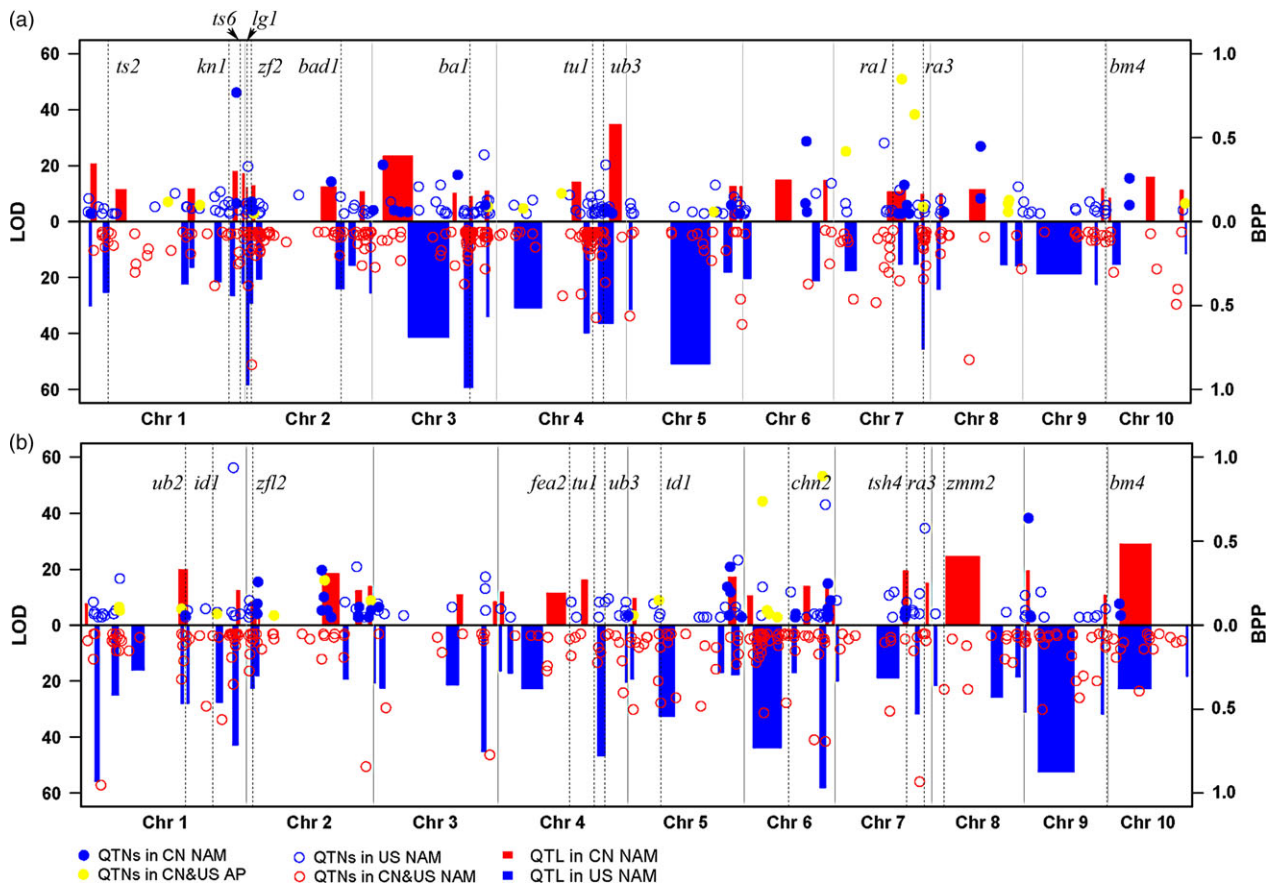 (a)
ts6 lg1
60 1.0
ts2 kn1 zf2 bad1 ba1 tu1 ub3 ra1 ra3 bm4
40
20 0.5
LOD 0 0.0 BPP
20
40 0.5
60 1.0
Chr 1 Chr 2 Chr 3 Chr 4 Chr 5 Chr 6 Chr 7 Chr 8 Chr 9 Chr 10
(b)
60 1.0
ub2 id1 zfl2 fea2 tu1 ub3 td1 chn2 tsh4 ra3 zmm2 bm4
40
20 0.5
LOD 0 0.0 BPP
20
40 0.5
60 1.0
Chr 1 Chr 2 Chr 3 Chr 4 Chr 5 Chr 6 Chr 7 Chr 8 Chr 9 Chr 10
QTNs in CN NAM QTNs in US NAM QTL in CN NAM
QTNs in CN&US AP QTNs in CN&US NAM QTL in US NAM